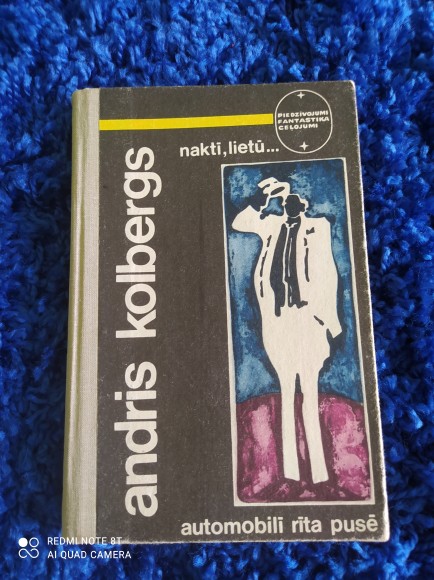 PIEDZĪVOJUMI
FANTASTIKA
CEĻOJUMI
naktī, lietū...
andris kolbergs
automobilī rīta pusē
REDMI NOTE 8T
AI QUAD CAMERA